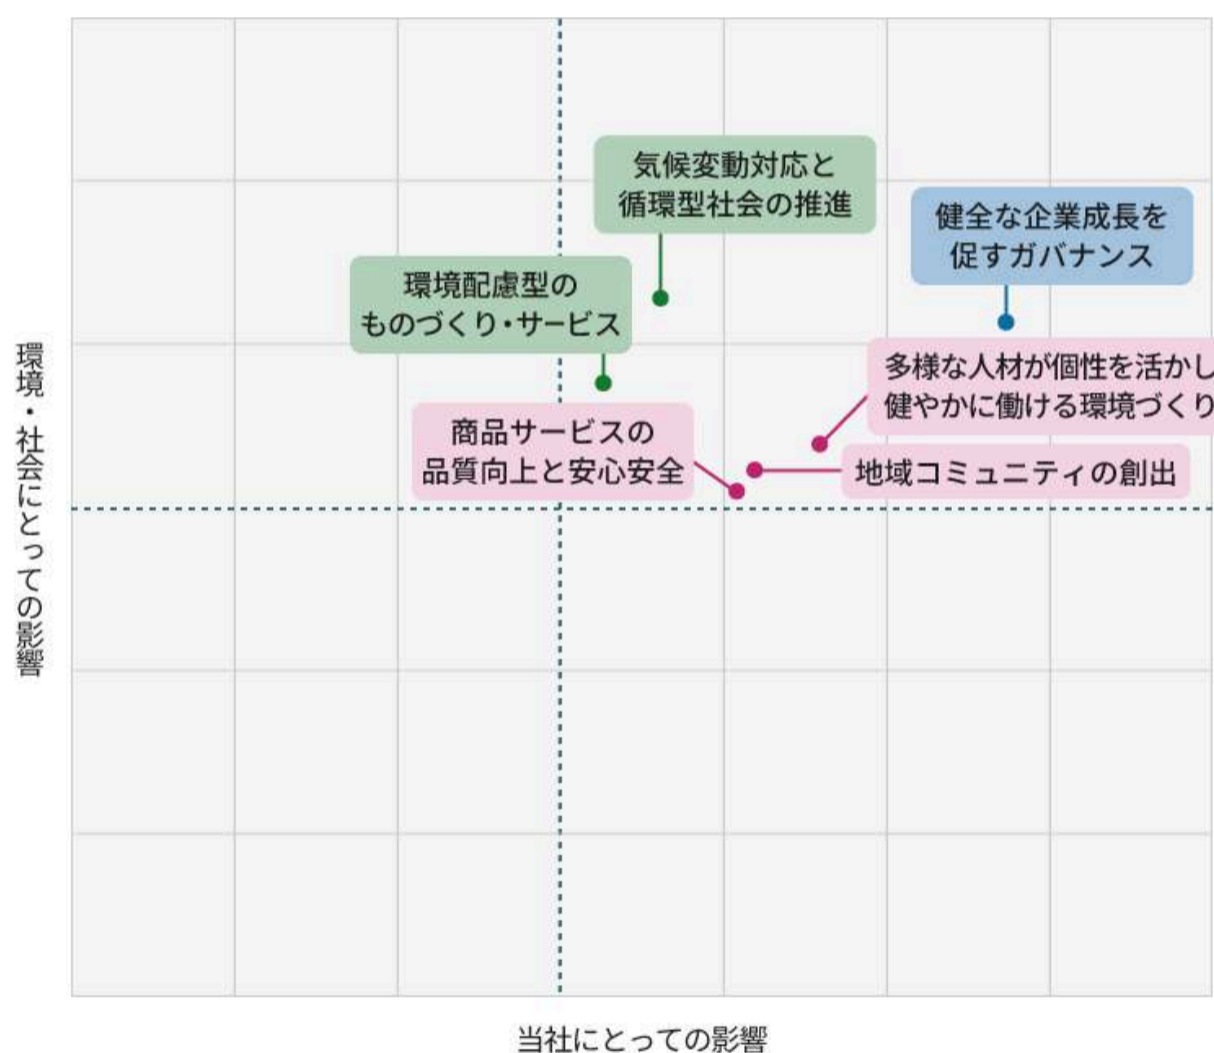 気候変動対応と
循環型社会の推進
健全な企業成長を
促すガバナンス
環境配慮型の
ものづくり・サービス
多様な人材が個性を活かし
健やかに働ける環境づくり
商品サービスの
品質向上と安心安全
地域コミュニティの創出
環境・社会にとっての影響
当社にとっての影響